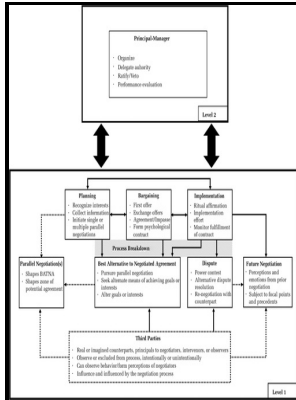 Principal-Manager
· Organize
· Delegate authority
· Ratify/Veto
· Performance evaluation
Level 2
Planning
· Recognize interests
· Collect information
· Initiate single or
multiple parallel
negotiations
Bargaining
· First offer
· Exchange offers
· Agreement/Impasse
· Form psychological
contract
Implementation
· Ritual affirmation
· Implementation
effort
· Monitor fulfillment
of contract
Process Breakdown
Parallel Negotiation(s)
· Shapes BATNA
· Shapes zone of
potential agreement
Best Alternative to Negotiated Agreement
· Pursue parallel negotiation
· Seek alternate means of achieving goals or
interests
· Alter goals or interests
Dispute
· Power contest
· Alternative dispute
resolution
· Re-negotiation with
counterpart
Future Negotiation
· Perceptions and
emotions from prior
negotiation
· Subject to focal points
and precedents
Third Parties
· Real or imagined counterparts, principals to negotiators, intervenors, or observers
· Observe or excluded from process, intentionally or unintentionally
· Can observe behavior/form perceptions of negotiators
· Influence and influenced by the negotiation process
Level 1